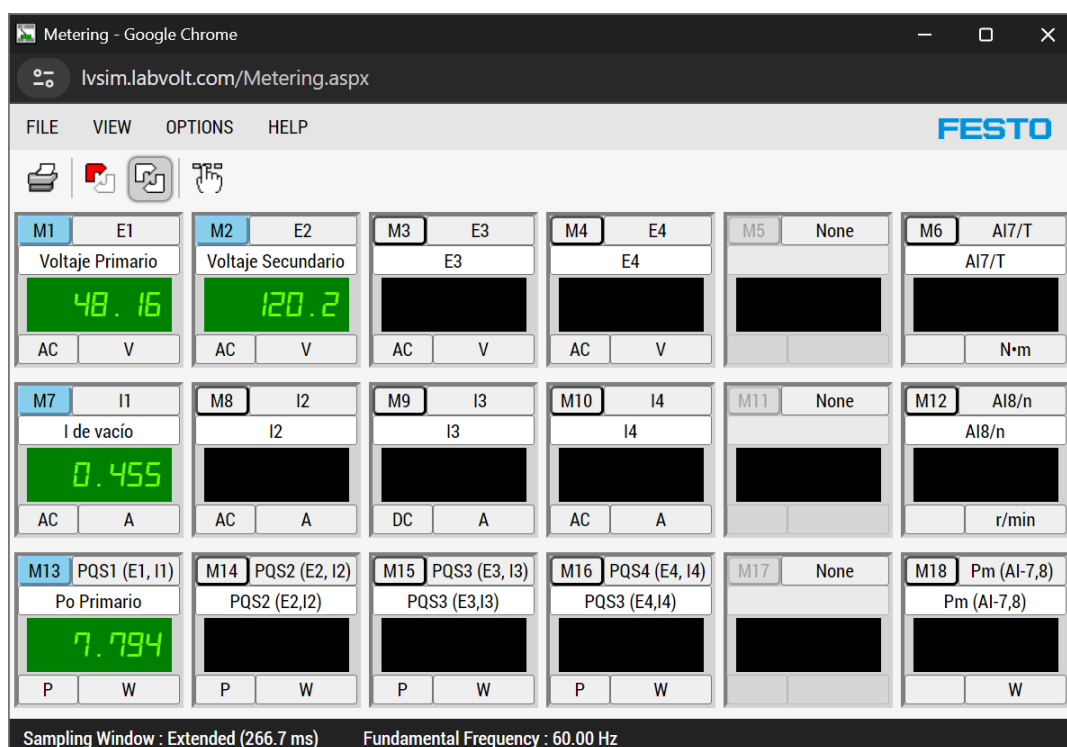 Metering - Google Chrome
lvsim.labvolt.com/Metering.aspx
FILE VIEW OPTIONS HELP FESTO
M1 E1 M2 E2 M3 E3 M4 E4 M5 None M6 AI7/T
Voltaje Primario Voltaje Secundario E3 E4 AI7/T
48.16 120.2
AC V AC V AC V AC V N•m
M7 I1 M8 I2 M9 I3 M10 I4 M11 None M12 AI8/n
I de vacío I2 I3 I4 AI8/n
0.455
AC A AC A DC A AC A r/min
M13 PQS1 (E1, I1) M14 PQS2 (E2, I2) M15 PQS3 (E3, I3) M16 PQS4 (E4, I4) M17 None M18 Pm (AI-7,8)
Po Primario PQS2 (E2,I2) PQS3 (E3,I3) PQS3 (E4,I4) Pm (AI-7,8)
7.794
P W P W P W P W W
Sampling Window : Extended (266.7 ms) Fundamental Frequency : 60.00 Hz